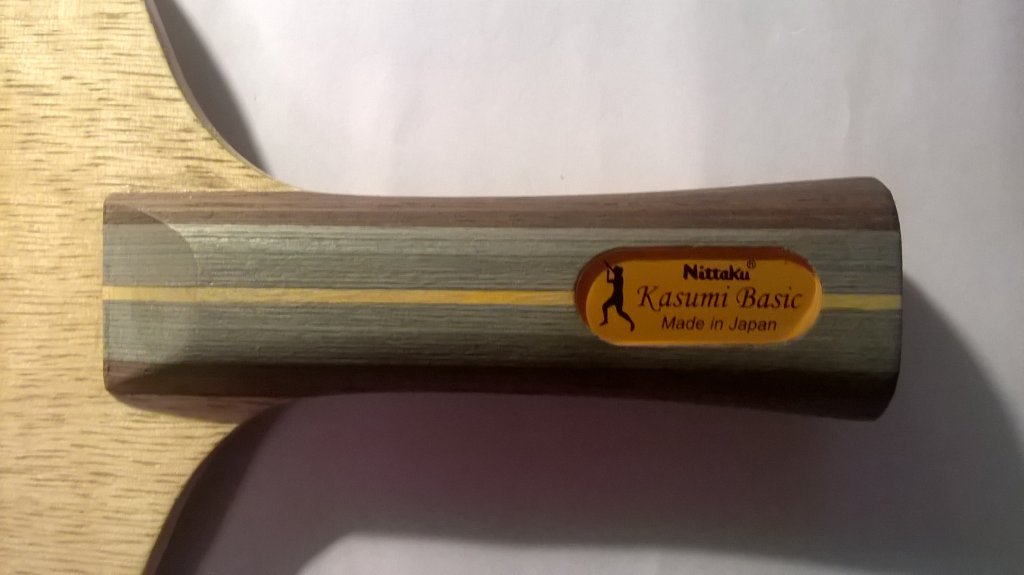 Nittaku®
Kasumi Basic
Made in Japan